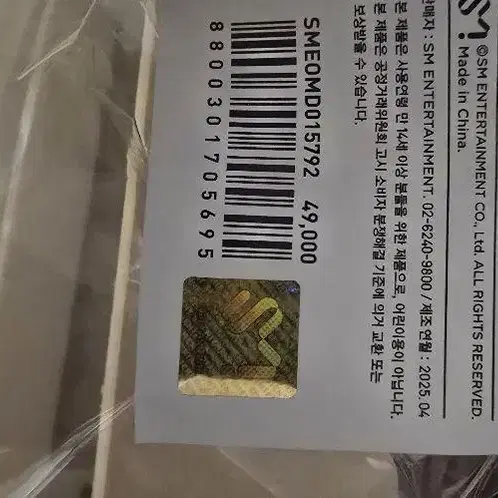 ©SM ENTERTAINMENT CO., Ltd. ALL RIGHTS RESERVED.
Made in China.
판매자 : SM ENTERTAINMENT. 02-6240-9800 / 제조연월 : 2025. 04
본 제품은 사용연령 만 14세 이상 분들을 위한 제품으로, 어린이용이 아닙니다.
본 제품은 공정거래위원회 고시 소비자 분쟁해결 기준에 의거 교환 또는
보상받을 수 있습니다.
SMEOMD015792 49,000
8800301705695